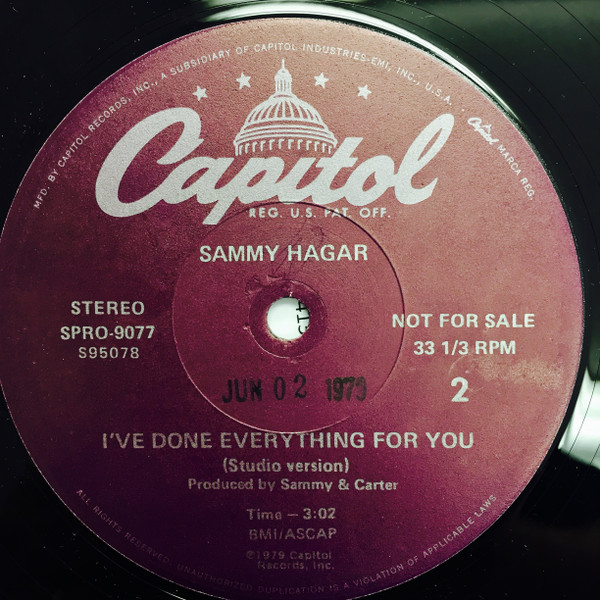 MFD. BY CAPITOL RECORDS, INC., A SUBSIDIARY OF CAPITOL INDUSTRIES-EMI, INC., U.S.A. · Capitol MARCA REG.
Capitol
REG. U.S. PAT. OFF.
SAMMY HAGAR
STEREO
SPRO-9077
S95078
NOT FOR SALE
33 1/3 RPM
2
JUN 02 1979
I'VE DONE EVERYTHING FOR YOU
(Studio version)
Produced by Sammy & Carter
Time — 3:02
BMI/ASCAP
©1979 Capitol
Records, Inc.
ALL RIGHTS RESERVED. UNAUTHORIZED DUPLICATION IS A VIOLATION OF APPLICABLE LAWS